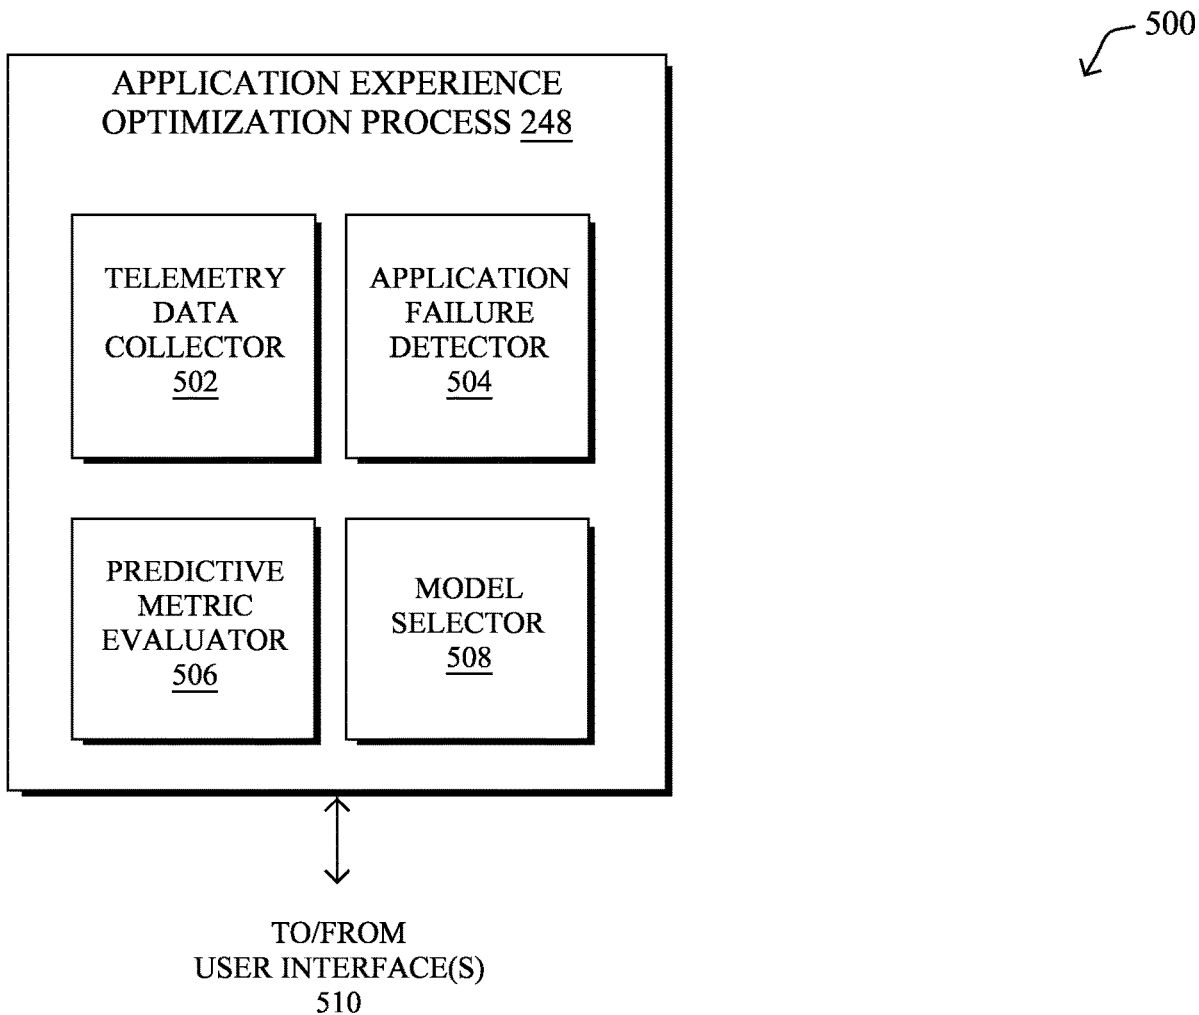 500
APPLICATION EXPERIENCE
OPTIMIZATION PROCESS 248
TELEMETRY
DATA
COLLECTOR
502
APPLICATION
FAILURE
DETECTOR
504
PREDICTIVE
METRIC
EVALUATOR
506
MODEL
SELECTOR
508
TO/FROM
USER INTERFACE(S)
510